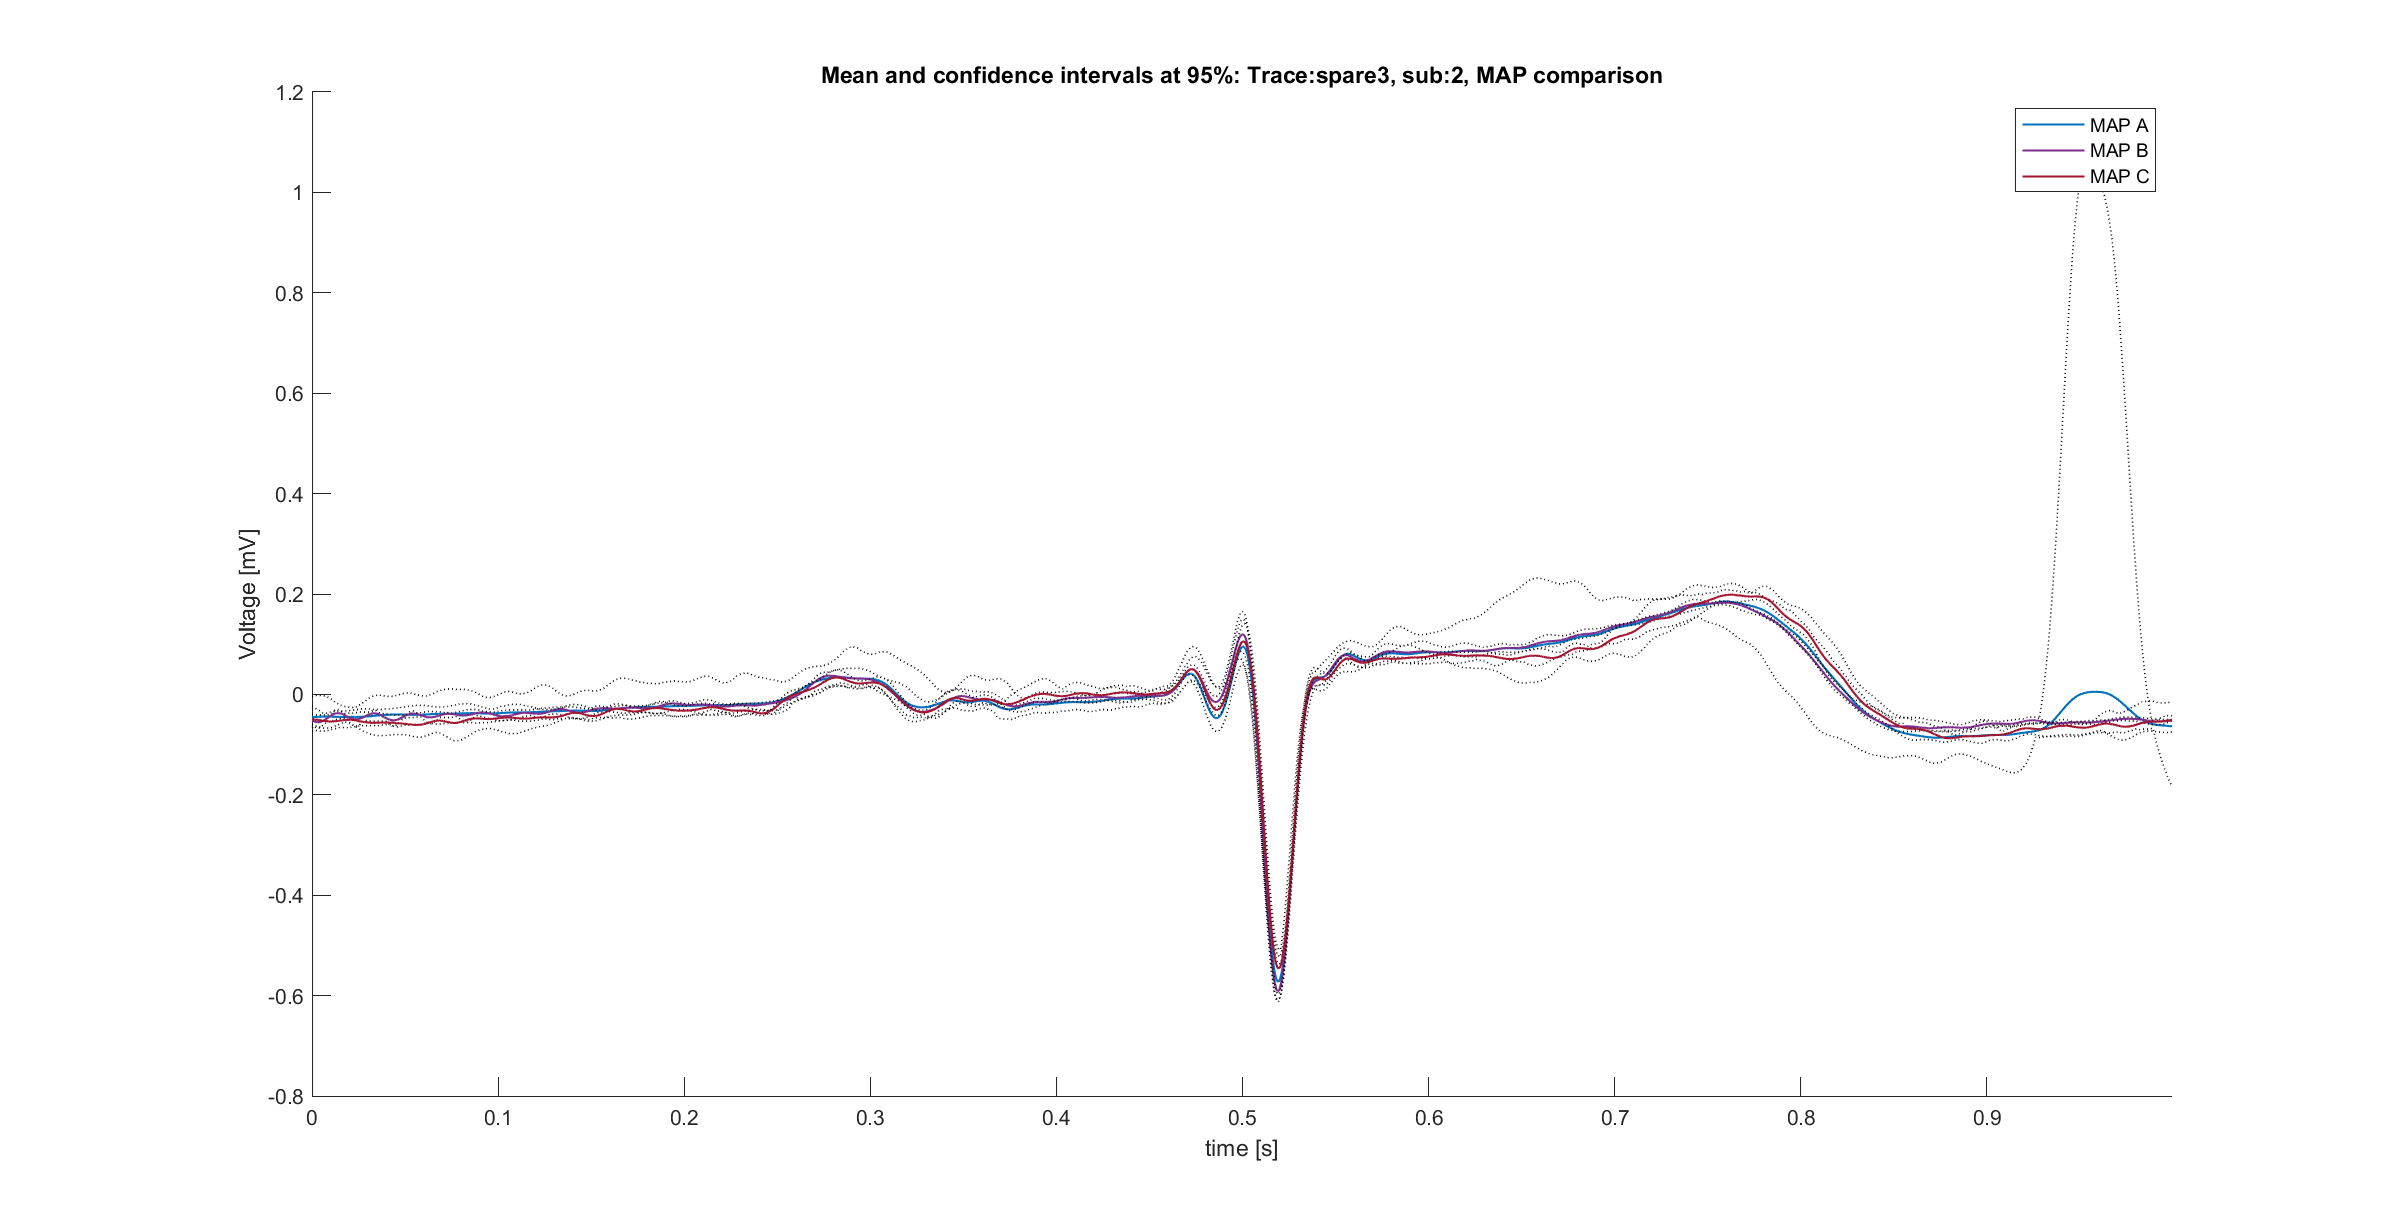 Mean and confidence intervals at 95%: Trace:spare3, sub:2, MAP comparison
1.2
1
0.8
0.6
0.4
0.2
0
-0.2
-0.4
-0.6
-0.8
Voltage [mV]
MAP A
MAP B
MAP C
0 0.1 0.2 0.3 0.4 0.5 0.6 0.7 0.8 0.9
time [s]